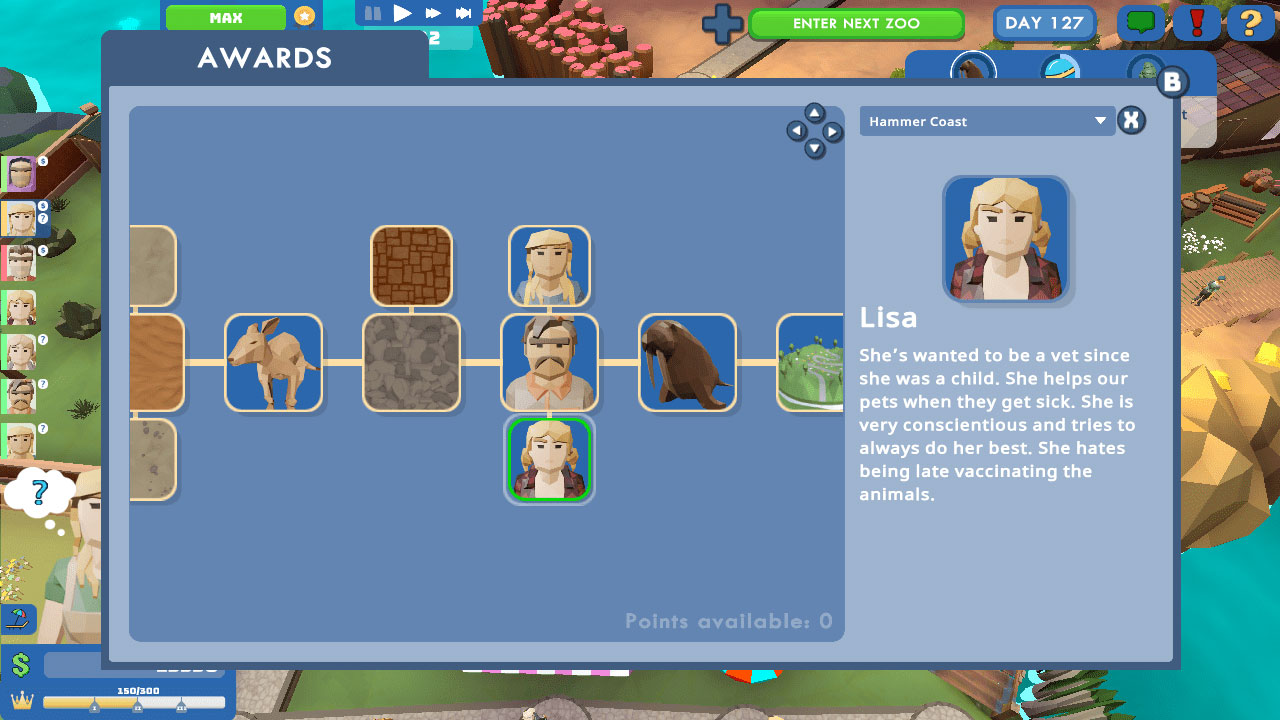 MAX
2
ENTER NEXT ZOO
DAY 127
!
?
AWARDS
B
Hammer Coast
X
t
$
$
?
$
?
?
?
?
?
Lisa
She's wanted to be a vet since
she was a child. She helps our
pets when they get sick. She is
very conscientious and tries to
always do her best. She hates
being late vaccinating the
animals.
Points available: 0
$
150/300